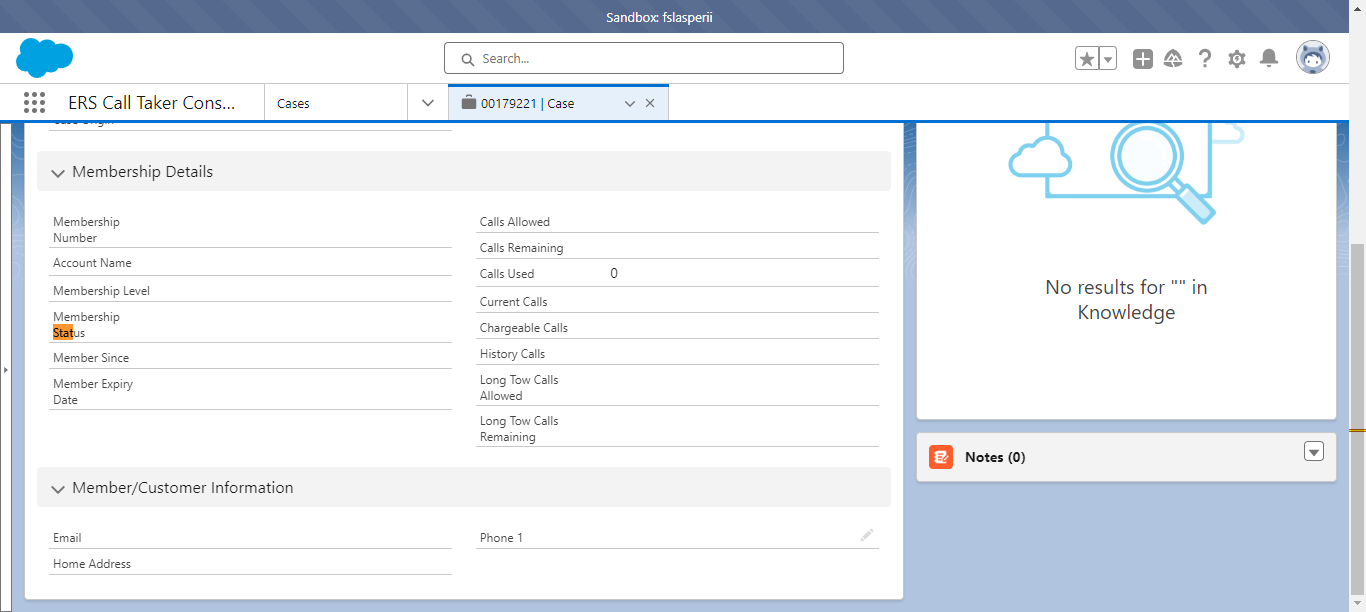 Sandbox: fslasperii
Search...
ERS Call Taker Cons...
Cases
00179221 | Case
Case Origin
Membership Details
Membership
Number
Account Name
Membership Level
Membership
Status
Member Since
Member Expiry
Date
Calls Allowed
Calls Remaining
Calls Used 0
Current Calls
Chargeable Calls
History Calls
Long Tow Calls
Allowed
Long Tow Calls
Remaining
Member/Customer Information
Email
Home Address
Phone 1
No results for "" in
Knowledge
Notes (0)